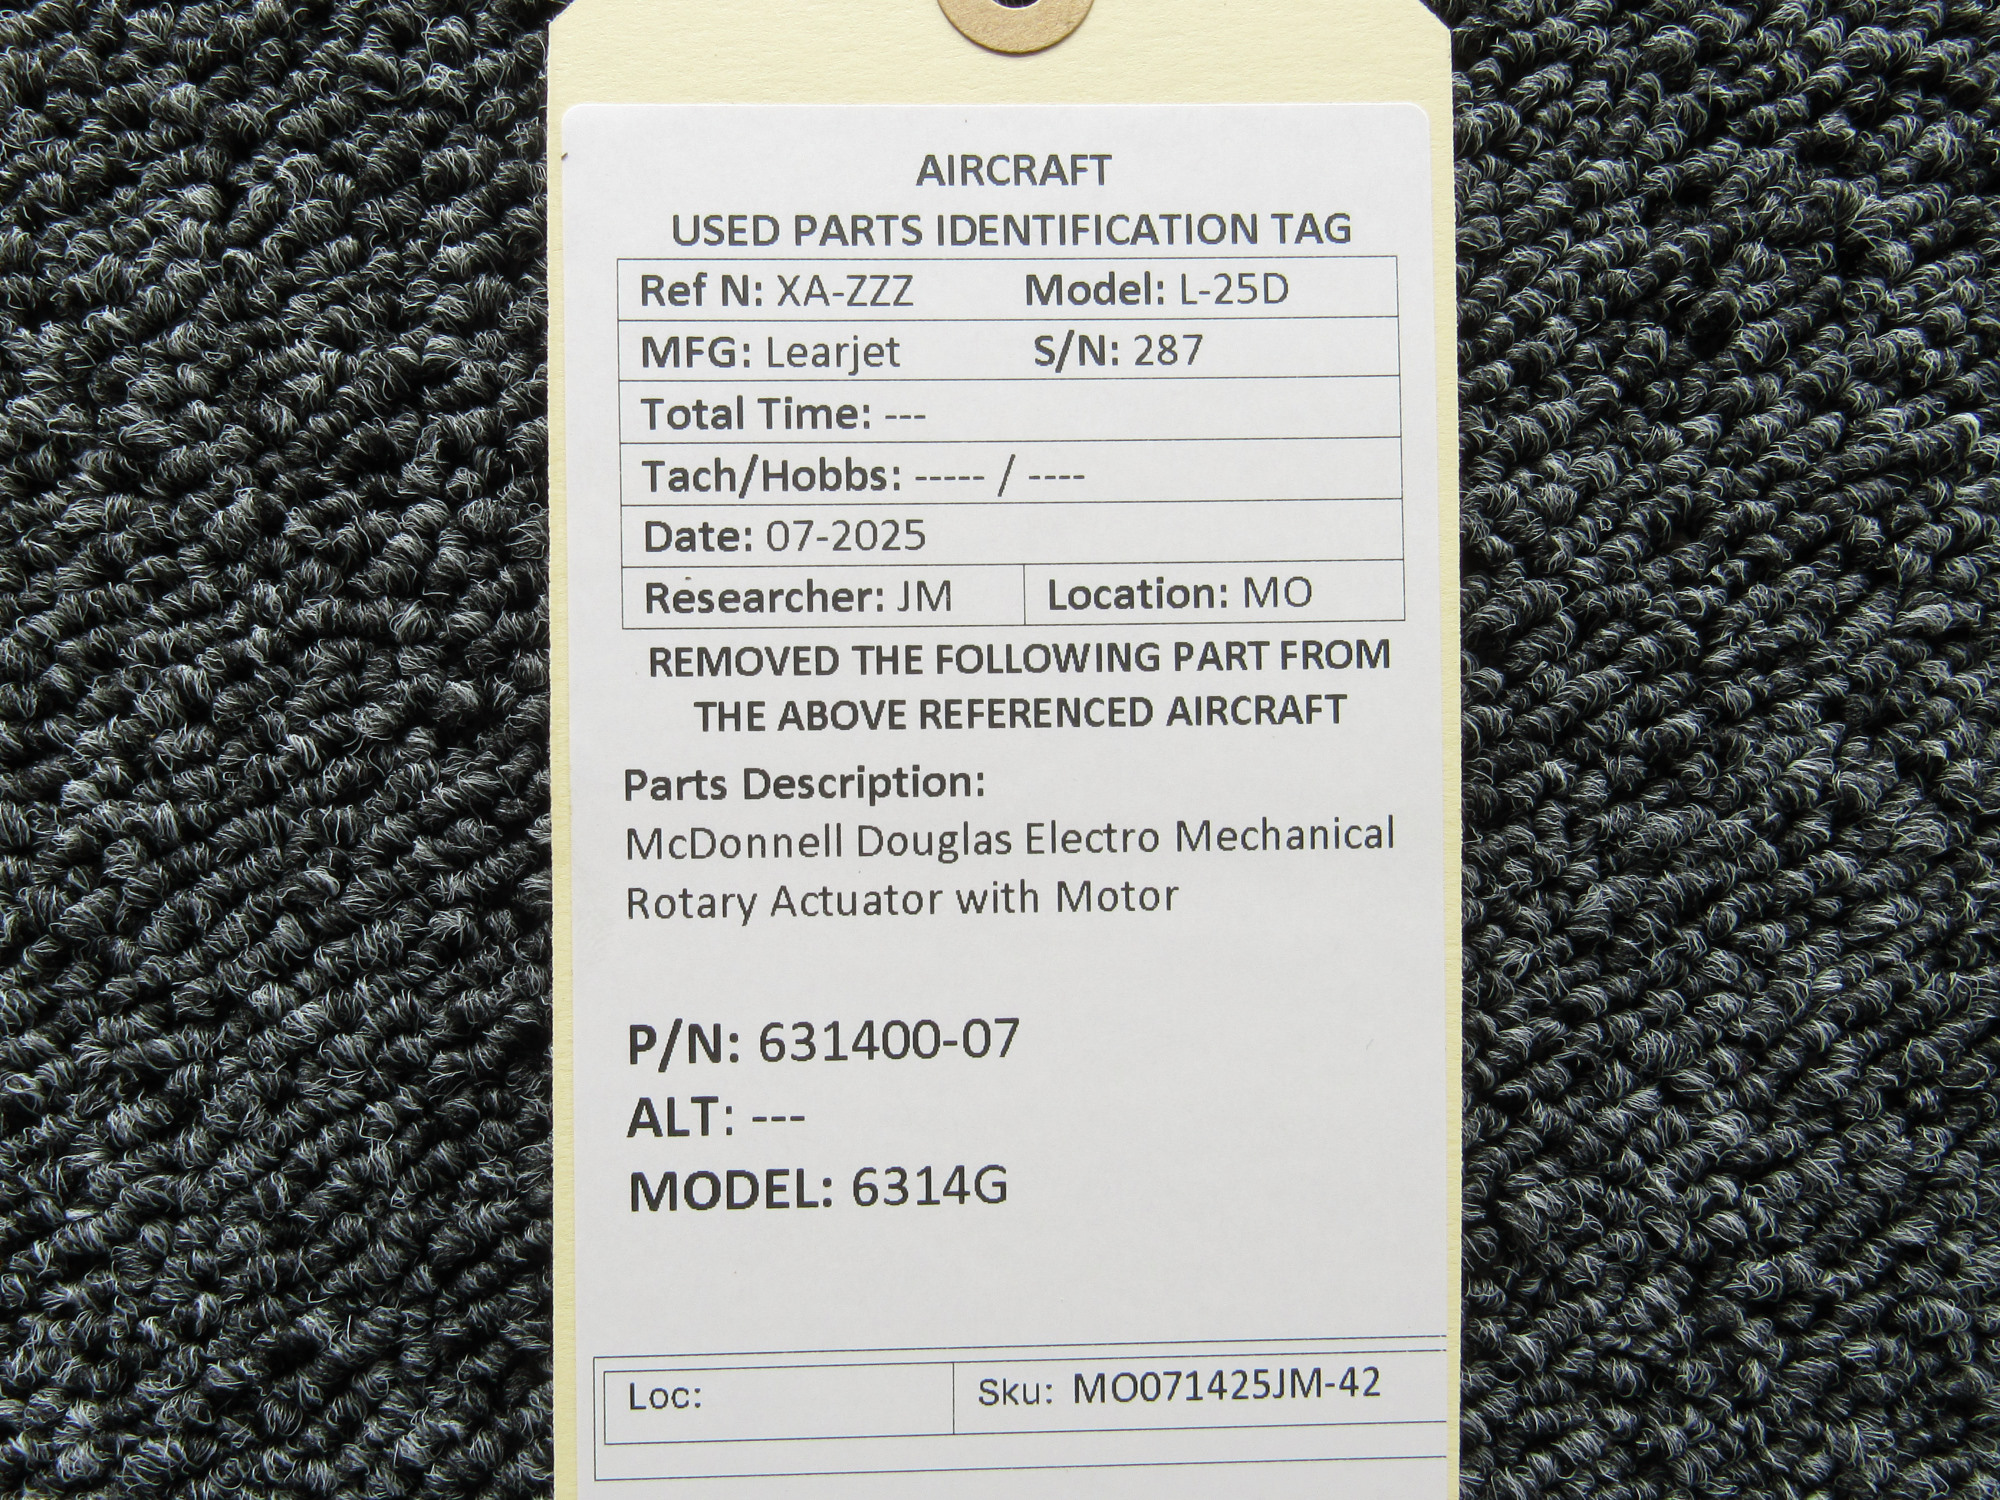 AIRCRAFT
USED PARTS IDENTIFICATION TAG
Ref N: XA-ZZZ Model: L-25D
MFG: Learjet S/N: 287
Total Time: ---
Tach/Hobbs: ----- / ----
Date: 07-2025
Researcher: JM Location: MO
REMOVED THE FOLLOWING PART FROM
THE ABOVE REFERENCED AIRCRAFT
Parts Description:
McDonnell Douglas Electro Mechanical
Rotary Actuator with Motor
P/N: 631400-07
ALT: ---
MODEL: 6314G
Loc: Sku: MO071425JM-42